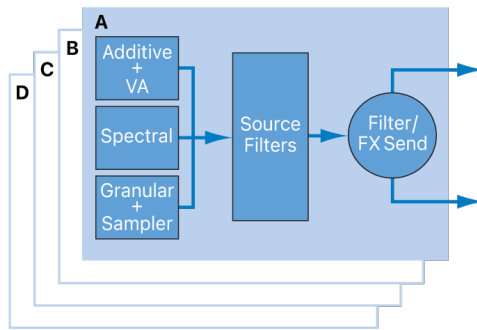 A
B
C
D
Additive
+
VA
Spectral
Granular
+
Sampler
Source
Filters
Filter/
FX Send